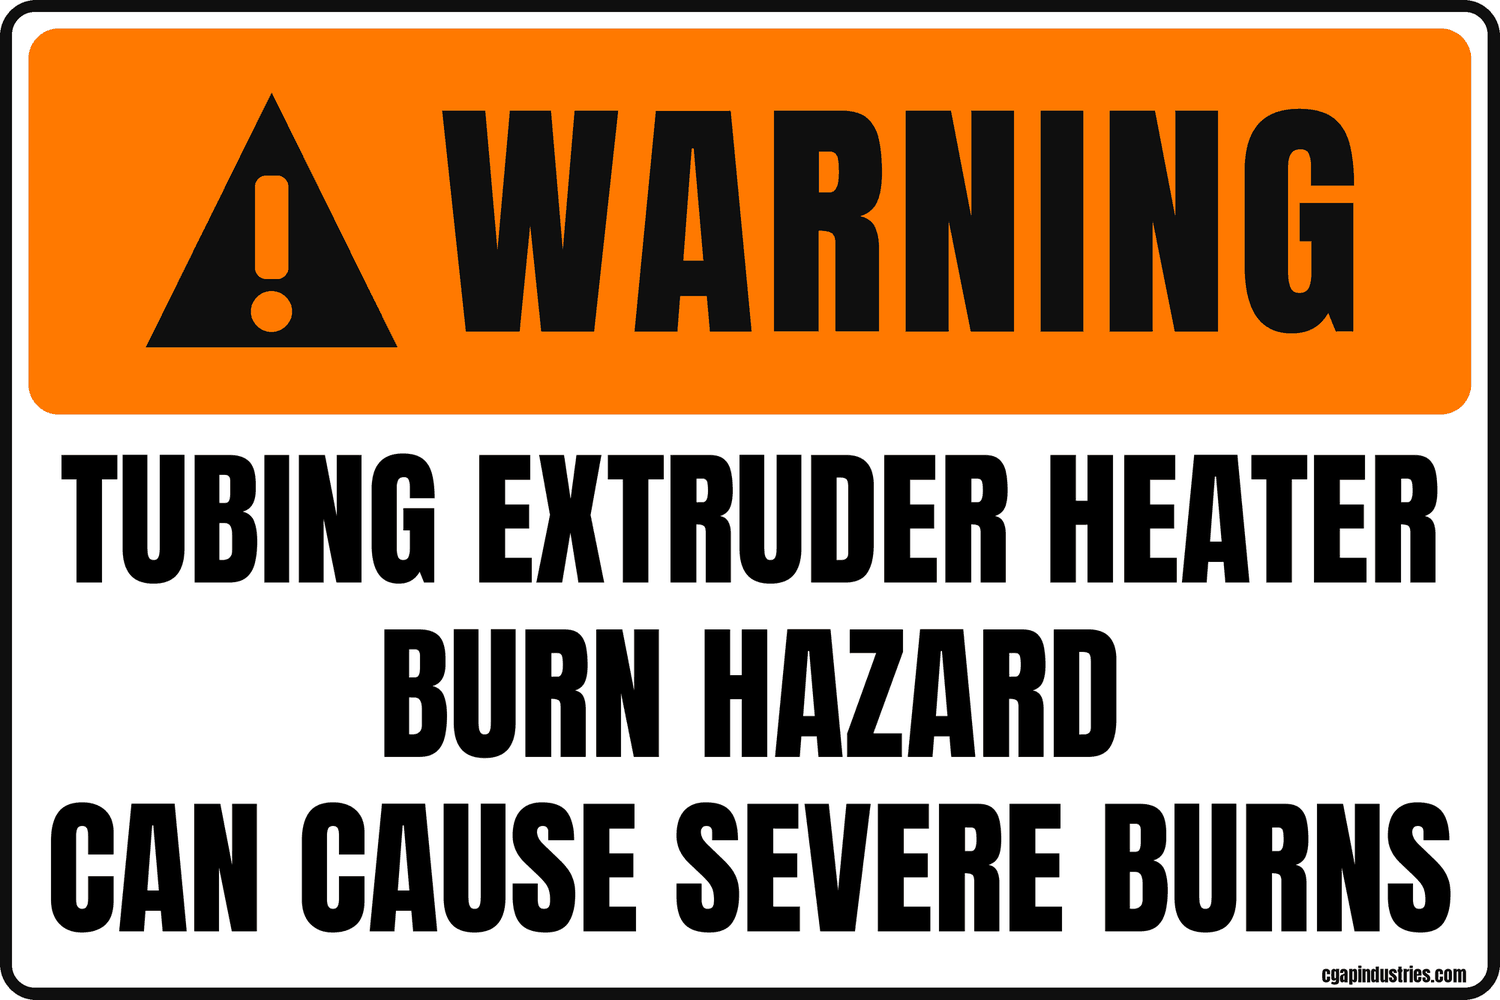 WARNING
TUBING EXTRUDER HEATER
BURN HAZARD
CAN CAUSE SEVERE BURNS
cgapindustries.com